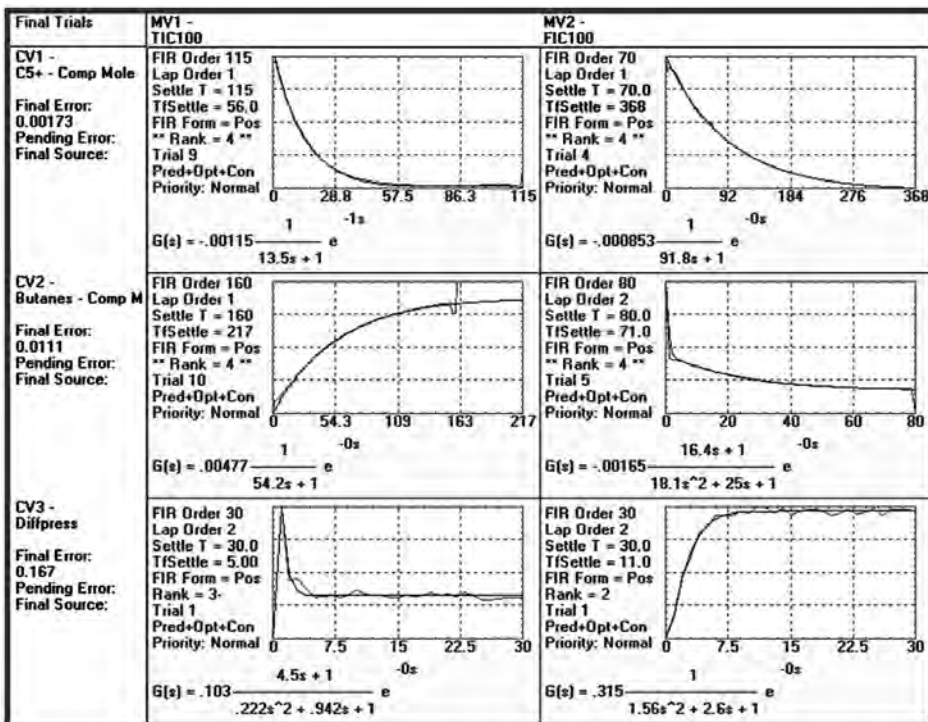 Final Trials
MV1 -
TIC100
MV2 -
FIC100
CV1 -
C5+ - Comp Mole
Final Error:
0.00173
Pending Error:
Final Source:
FIR Order 115
Lap Order 1
Settle T = 115
TfSettle = 56.0
FIR Form = Pos
** Rank = 4 **
Trial 9
Pred+Opt+Con
Priority: Normal
0 28.8 57.5 86.3 115
1 -1s
G(s) = -.00115 e
13.5s + 1
FIR Order 70
Lap Order 1
Settle T = 70.0
TfSettle = 368
FIR Form = Pos
** Rank = 4 **
Trial 4
Pred+Opt+Con
Priority: Normal
0 92 184 276 368
1 -0s
G(s) = -.000853 e
91.8s + 1
CV2 -
Butanes - Comp M
Final Error:
0.0111
Pending Error:
Final Source:
FIR Order 160
Lap Order 1
Settle T = 160
TfSettle = 217
FIR Form = Pos
** Rank = 4 **
Trial 10
Pred+Opt+Con
Priority: Normal
0 54.3 109 163 217
1 -0s
G(s) = .00477 e
54.2s + 1
FIR Order 80
Lap Order 2
Settle T = 80.0
TfSettle = 71.0
FIR Form = Pos
** Rank = 4 **
Trial 5
Pred+Opt+Con
Priority: Normal
0 20 40 60 80
16.4s + 1 -0s
G(s) = -.00165 e
18.1s^2 + 25s + 1
CV3 -
Diffpress
Final Error:
0.167
Pending Error:
Final Source:
FIR Order 30
Lap Order 2
Settle T = 30.0
TfSettle = 5.00
FIR Form = Pos
Rank = 3-
Trial 1
Pred+Opt+Con
Priority: Normal
0 7.5 15 22.5 30
4.5s + 1 -0s
G(s) = .103 e
.222s^2 + .942s + 1
FIR Order 30
Lap Order 2
Settle T = 30.0
TfSettle = 11.0
FIR Form = Pos
Rank = 2
Trial 1
Pred+Opt+Con
Priority: Normal
0 7.5 15 22.5 30
1 -0s
G(s) = .315 e
1.56s^2 + 2.6s + 1